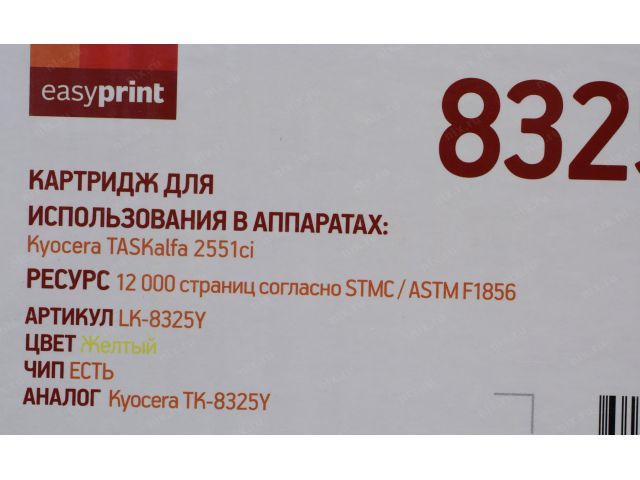 easyprint
8325
КАРТРИДЖ ДЛЯ
ИСПОЛЬЗОВАНИЯ В АППАРАТАХ:
Kyocera TASKalfa 2551ci
РЕСУРС 12 000 страниц согласно STMC / ASTM F1856
АРТИКУЛ LK-8325Y
ЦВЕТ Желтый
ЧИП ЕСТЬ
АНАЛОГ Kyocera TK-8325Y